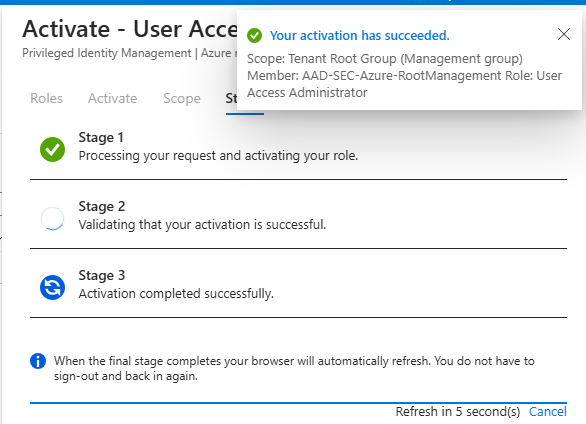 Activate - User Acce
Privileged Identity Management | Azure r
Your activation has succeeded.
Scope: Tenant Root Group (Management group)
Member: AAD-SEC-Azure-RootManagement Role: User
Access Administrator
Roles Activate Scope St
Stage 1
Processing your request and activating your role.
Stage 2
Validating that your activation is successful.
Stage 3
Activation completed successfully.
When the final stage completes your browser will automatically refresh. You do not have to
sign-out and back in again.
Refresh in 5 second(s) Cancel